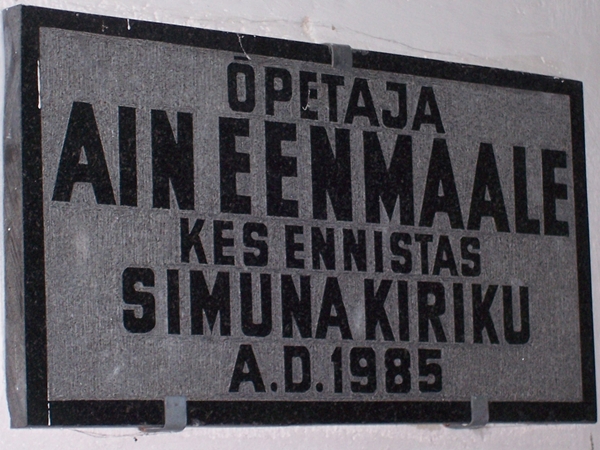 ÕPETAJA
AIN EENMAALE
KES ENNISTAS
SIMUNA KIRIKU
A.D. 1985